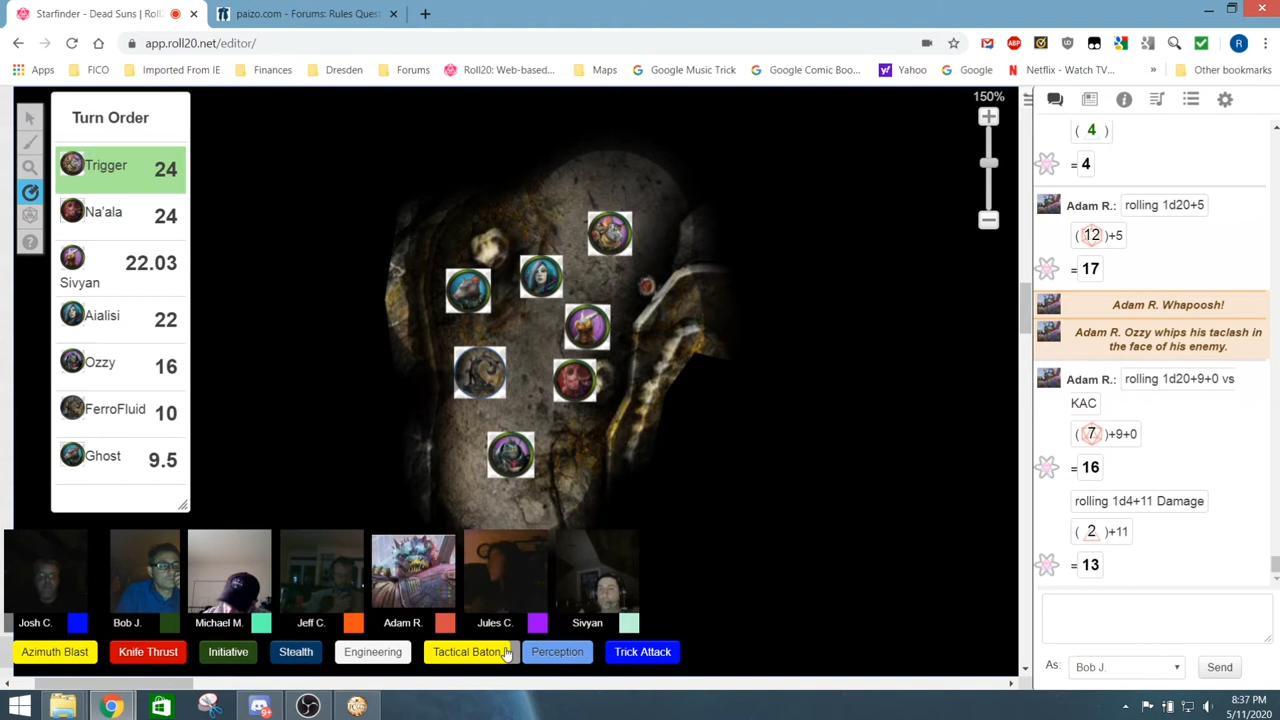 Starfinder - Dead Suns | Roll
paizo.com - Forums: Rules Quest
app.roll20.net/editor/
Apps
FICO
Imported From IE
Finances
Dresden
Forums
Roll20: Web-based...
Maps
Google Music Trick
Google Comic Boo...
Yahoo
Google
Netflix - Watch TV...
»
Other bookmarks
Turn Order
Trigger 24
Na'ala 24
Sivyan 22.03
Aialisi 22
Ozzy 16
FerroFluid 10
Ghost 9.5
150%
( 4 )
= 4
Adam R.: rolling 1d20+5
( 12 )+5
= 17
Adam R. Whapoosh!
Adam R. Ozzy whips his taclash in
the face of his enemy.
Adam R.: rolling 1d20+9+0 vs
KAC
( 7 )+9+0
= 16
rolling 1d4+11 Damage
( 2 )+11
= 13
Josh C.
Bob J.
Michael M.
Jeff C.
Adam R.
Jules C.
Sivyan
Azimuth Blast
Knife Thrust
Initiative
Stealth
Engineering
Tactical Baton
Perception
Trick Attack
As: Bob J. Send
8:37 PM
5/11/2020